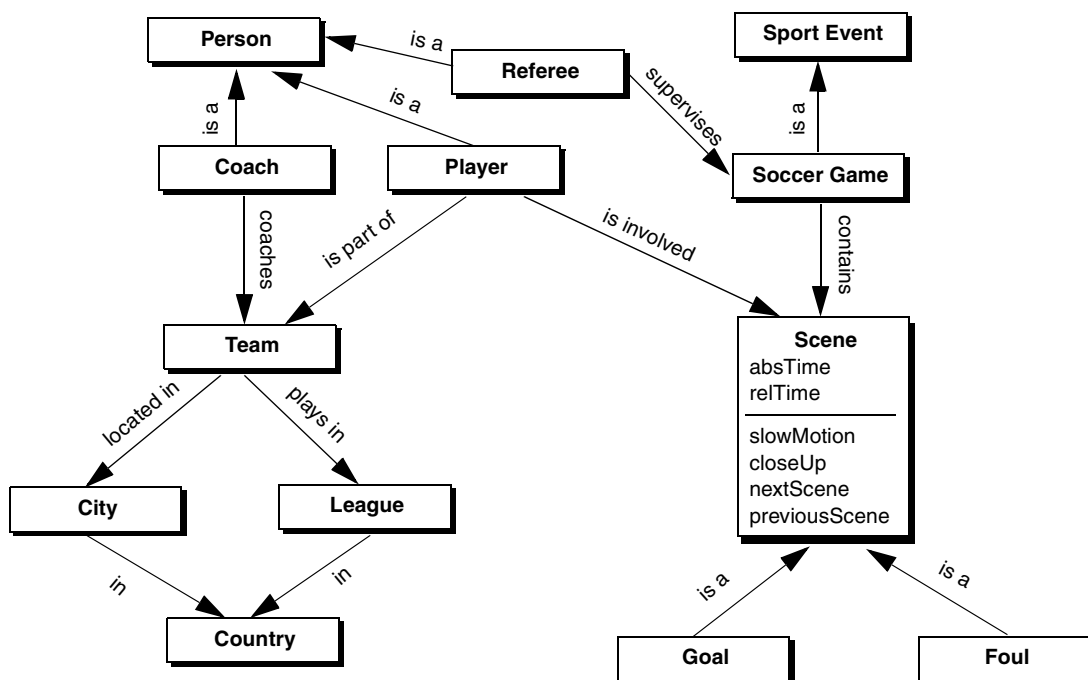 Person
Sport Event
is a
Referee
supervises
is a
is a
is a
Coach
Player
Soccer Game
coaches
is part of
is involved
contains
Team
Scene
absTime
relTime
located in
plays in
slowMotion
closeUp
nextScene
previousScene
City
League
in
in
is a
is a
Country
Goal
Foul